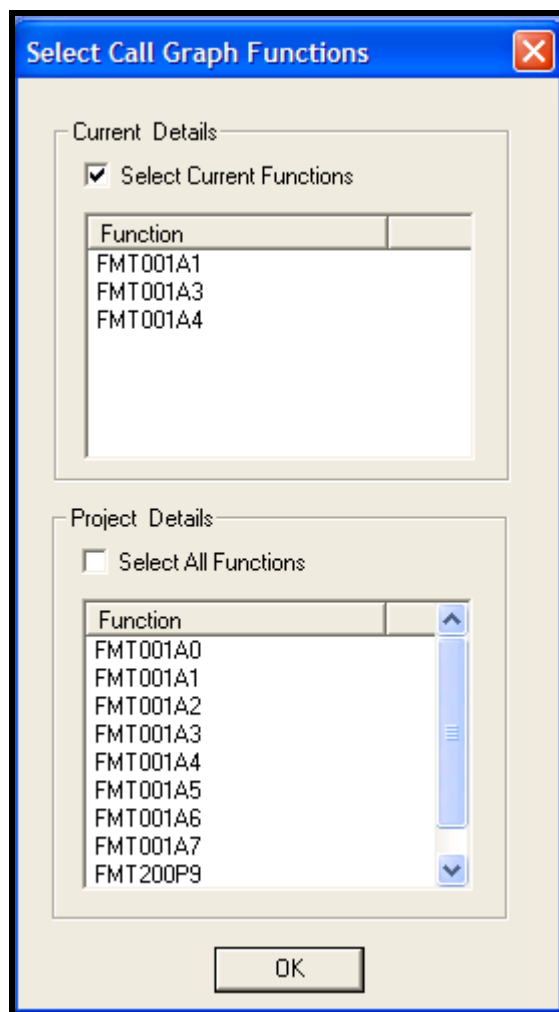 Select Call Graph Functions
Current Details
Select Current Functions
Function
FMT001A1
FMT001A3
FMT001A4
Project Details
Select All Functions
Function
FMT001A0
FMT001A1
FMT001A2
FMT001A3
FMT001A4
FMT001A5
FMT001A6
FMT001A7
FMT200P9
OK